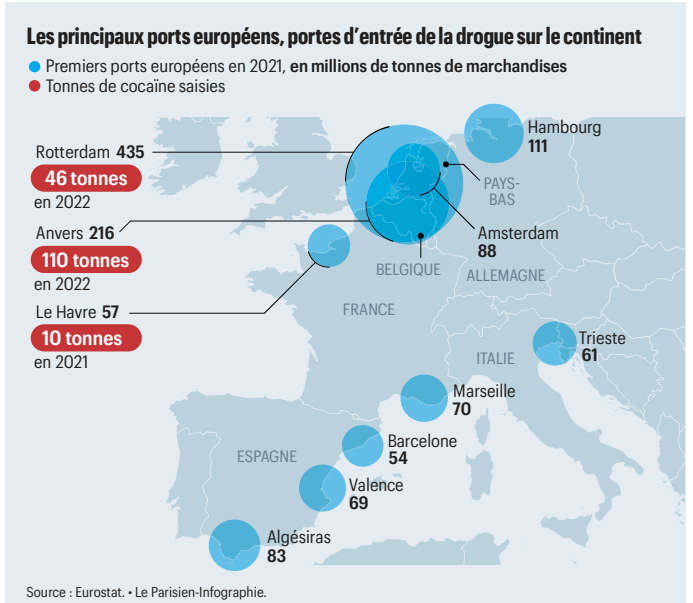 Les principaux ports européens, portes d'entrée de la drogue sur le continent
Premiers ports européens en 2021, en millions de tonnes de marchandises
Tonnes de cocaïne saisies
Rotterdam 435
46 tonnes
en 2022
Anvers 216
110 tonnes
en 2022
Le Havre 57
10 tonnes
en 2021
Hambourg
111
PAYS-
BAS
Amsterdam
88
BELGIQUE
ALLEMAGNE
FRANCE
Trieste
61
ITALIE
Marseille
70
Barcelone
54
ESPAGNE
Valence
69
Algésiras
83
Source : Eurostat. • Le Parisien-Infographie.